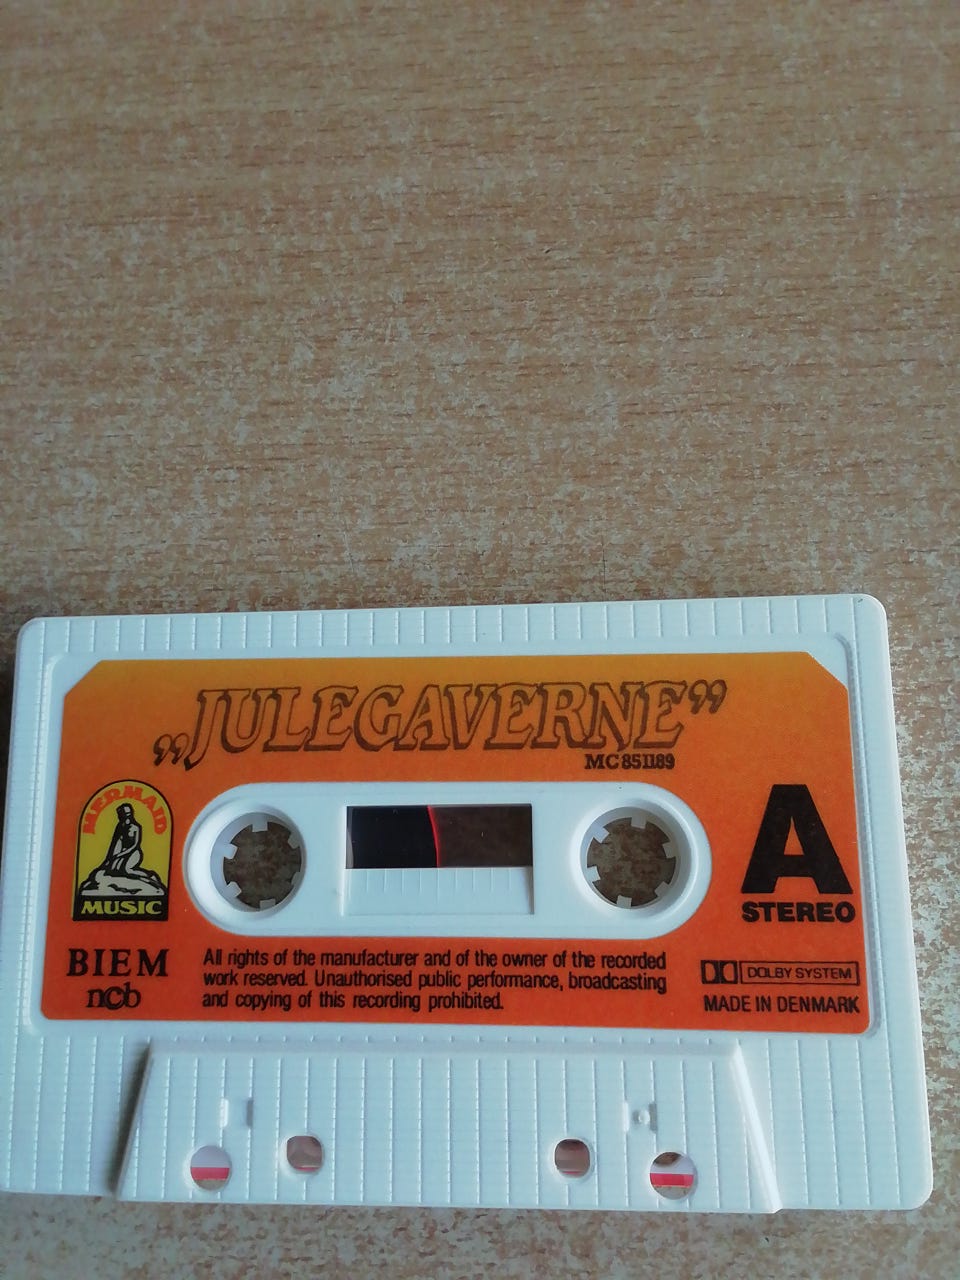 „JULEGAVERNE”
MC 851189
MERMAID
MUSIC
A
STEREO
BIEM
ncb
All rights of the manufacturer and of the owner of the recorded
work reserved. Unauthorised public performance, broadcasting
and copying of this recording prohibited.
DOLBY SYSTEM
MADE IN DENMARK